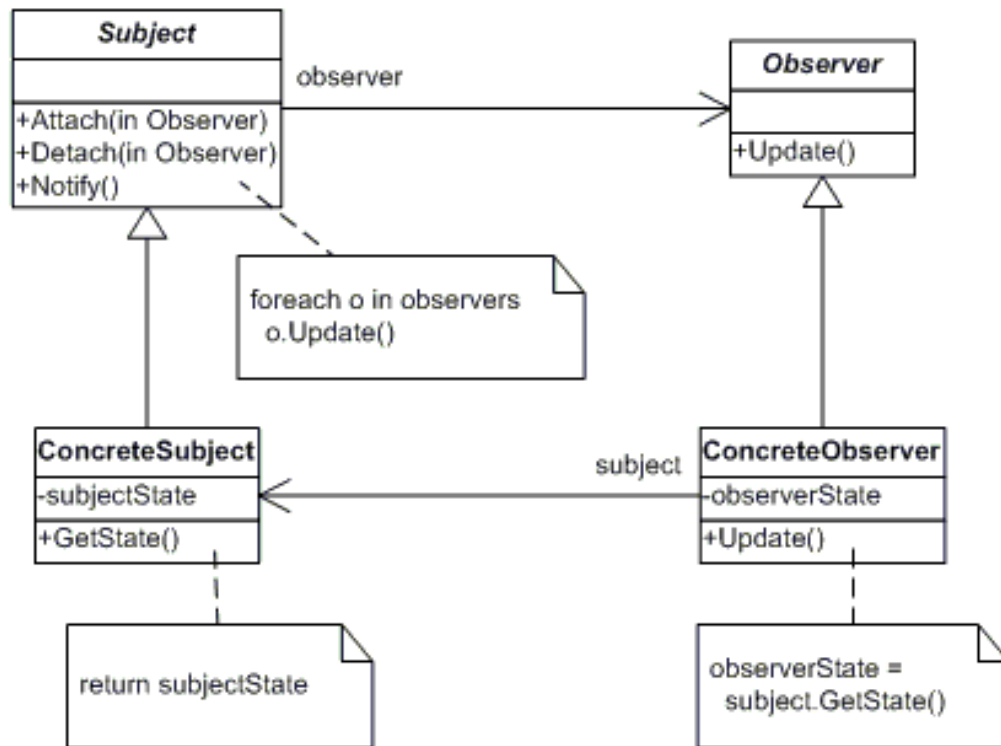 Subject
+Attach(in Observer)
+Detach(in Observer)
+Notify()
observer
Observer
+Update()
foreach o in observers
o.Update()
ConcreteSubject
-subjectState
+GetState()
subject
ConcreteObserver
-observerState
+Update()
return subjectState
observerState =
subject.GetState()